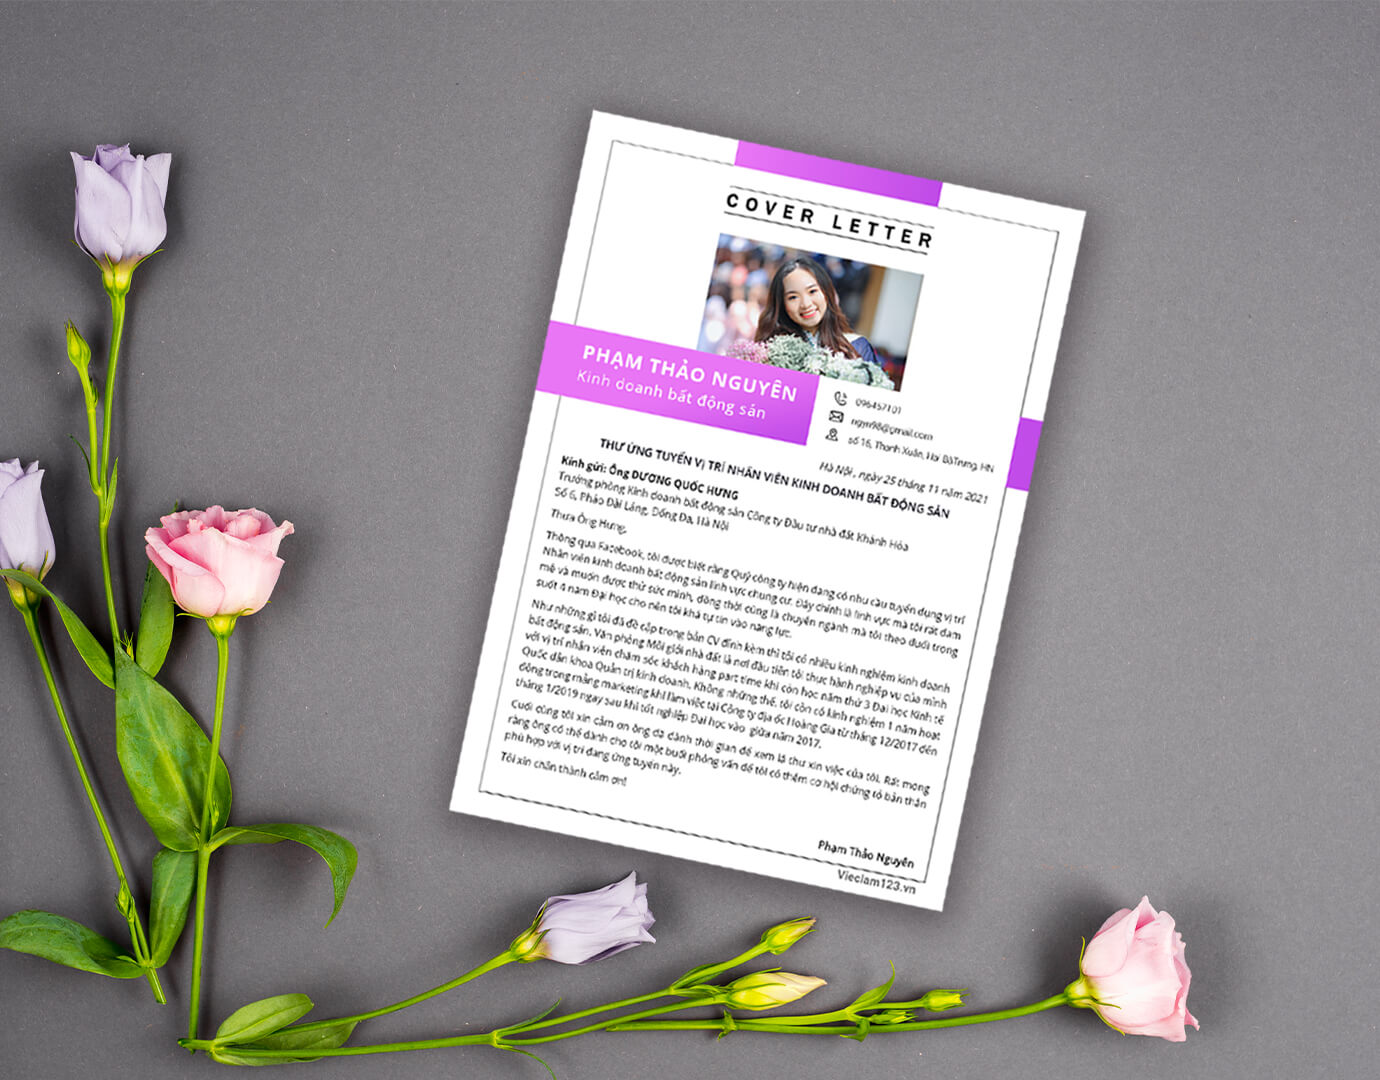 COVER LETTER
PHẠM THẢO NGUYÊN
Kinh doanh bất động sản
096457101
ngyn98@gmail.com
số 16, Thanh Xuân, Hai Bà Trưng, HN
Hà Nội, ngày 25 tháng 11 năm 2021
THƯ ỨNG TUYỂN VỊ TRÍ NHÂN VIÊN KINH DOANH BẤT ĐỘNG SẢN
Kính gửi: Ông DƯƠNG QUỐC HƯNG
Trưởng phòng Kinh doanh bất động sản Công ty Đầu tư nhà đất Khánh Hòa
Số 6, Pháo Đài Láng, Đống Đa, Hà Nội
Thưa Ông Hưng,
Thông qua Facebook, tôi được biết rằng Quý công ty hiện đang có nhu cầu tuyển dụng vị trí
Nhân viên kinh doanh bất động sản lĩnh vực chung cư. Đây chính là lĩnh vực mà tôi rất đam
mê và muốn được thử sức mình, đồng thời cũng là chuyên ngành mà tôi theo đuổi trong
suốt 4 năm Đại học cho nên tôi khá tự tin vào năng lực.
Như những gì tôi đã đề cập trong bản CV đính kèm thì tôi có nhiều kinh nghiệm kinh doanh
bất động sản. Văn phòng Môi giới nhà đất là nơi đầu tiên tôi thực hành nghiệp vụ của mình
với vị trí nhân viên chăm sóc khách hàng part time khi còn học năm thứ 3 Đại học Kinh tế
Quốc dân khoa Quản trị kinh doanh. Không những thế, tôi còn có kinh nghiệm 1 năm hoạt
động trong mảng marketing khi làm việc tại Công ty địa ốc Hoàng Gia từ tháng 12/2017 đến
tháng 1/2019 ngay sau khi tốt nghiệp Đại học vào giữa năm 2017.
Cuối cùng tôi xin cảm ơn ông đã dành thời gian để xem lá thư xin việc của tôi. Rất mong
rằng ông có thể dành cho tôi một buổi phỏng vấn để tôi có thêm cơ hội chứng tỏ bản thân
phù hợp với vị trí đang ứng tuyển này.
Tôi xin chân thành cảm ơn!
Phạm Thảo Nguyên
Vieclam123.vn